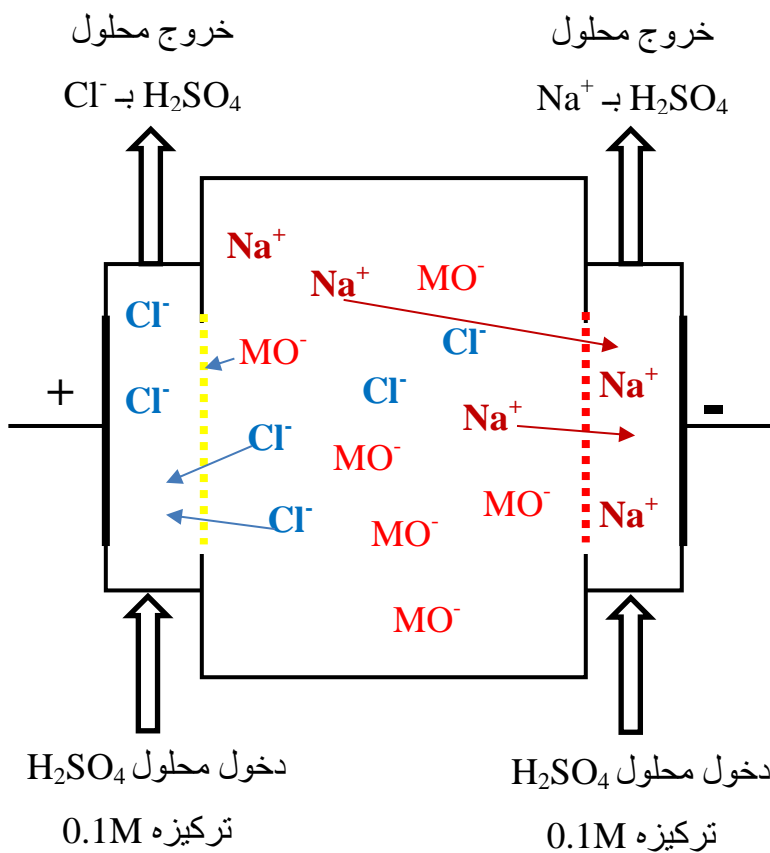 خروج محلول
Cl⁻ بـ H₂SO₄
خروج محلول
Na⁺ بـ H₂SO₄
Na⁺
Na⁺
MO⁻
Cl⁻
Cl⁻
MO⁻
Na⁺
+
Cl⁻
Cl⁻
Na⁺
-
Cl⁻
MO⁻
Cl⁻
MO⁻
MO⁻
Na⁺
MO⁻
دخول محلول H₂SO₄
تركيزه 0.1M
دخول محلول H₂SO₄
تركيزه 0.1M